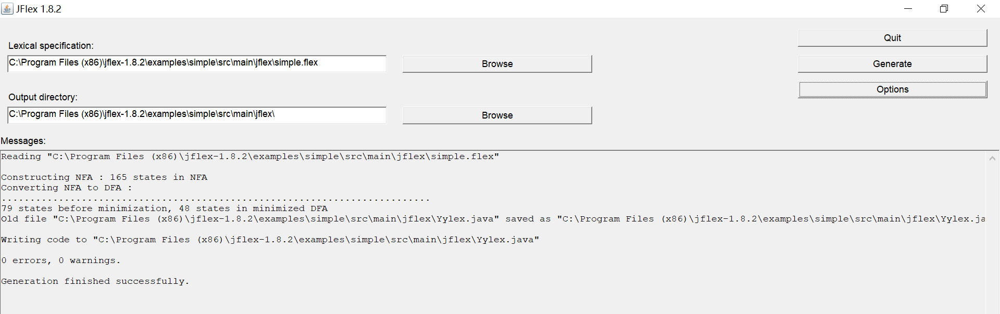 JFlex 1.8.2
Quit
Lexical specification:
C:\Program Files (x86)\jflex-1.8.2\examples\simple\src\main\jflex\simple.flex
Browse
Generate
Options
Output directory:
C:\Program Files (x86)\jflex-1.8.2\examples\simple\src\main\jflex\
Browse
Messages:
Reading "C:\Program Files (x86)\jflex-1.8.2\examples\simple\src\main\jflex\simple.flex"
Constructing NFA : 165 states in NFA
Converting NFA to DFA :
...........................................................................
79 states before minimization, 48 states in minimized DFA
Old file "C:\Program Files (x86)\jflex-1.8.2\examples\simple\src\main\jflex\Yylex.java" saved as "C:\Program Files (x86)\jflex-1.8.2\examples\simple\src\main\jflex\Yylex.ja
Writing code to "C:\Program Files (x86)\jflex-1.8.2\examples\simple\src\main\jflex\Yylex.java"
0 errors, 0 warnings.
Generation finished successfully.